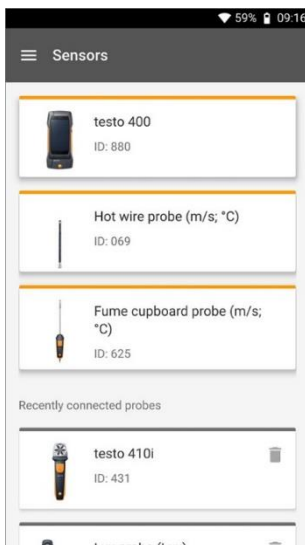 59% 09:16
Sensors
testo 400
ID: 880
Hot wire probe (m/s; °C)
ID: 069
Fume cupboard probe (m/s;
°C)
ID: 625
Recently connected probes
testo 410i
ID: 431